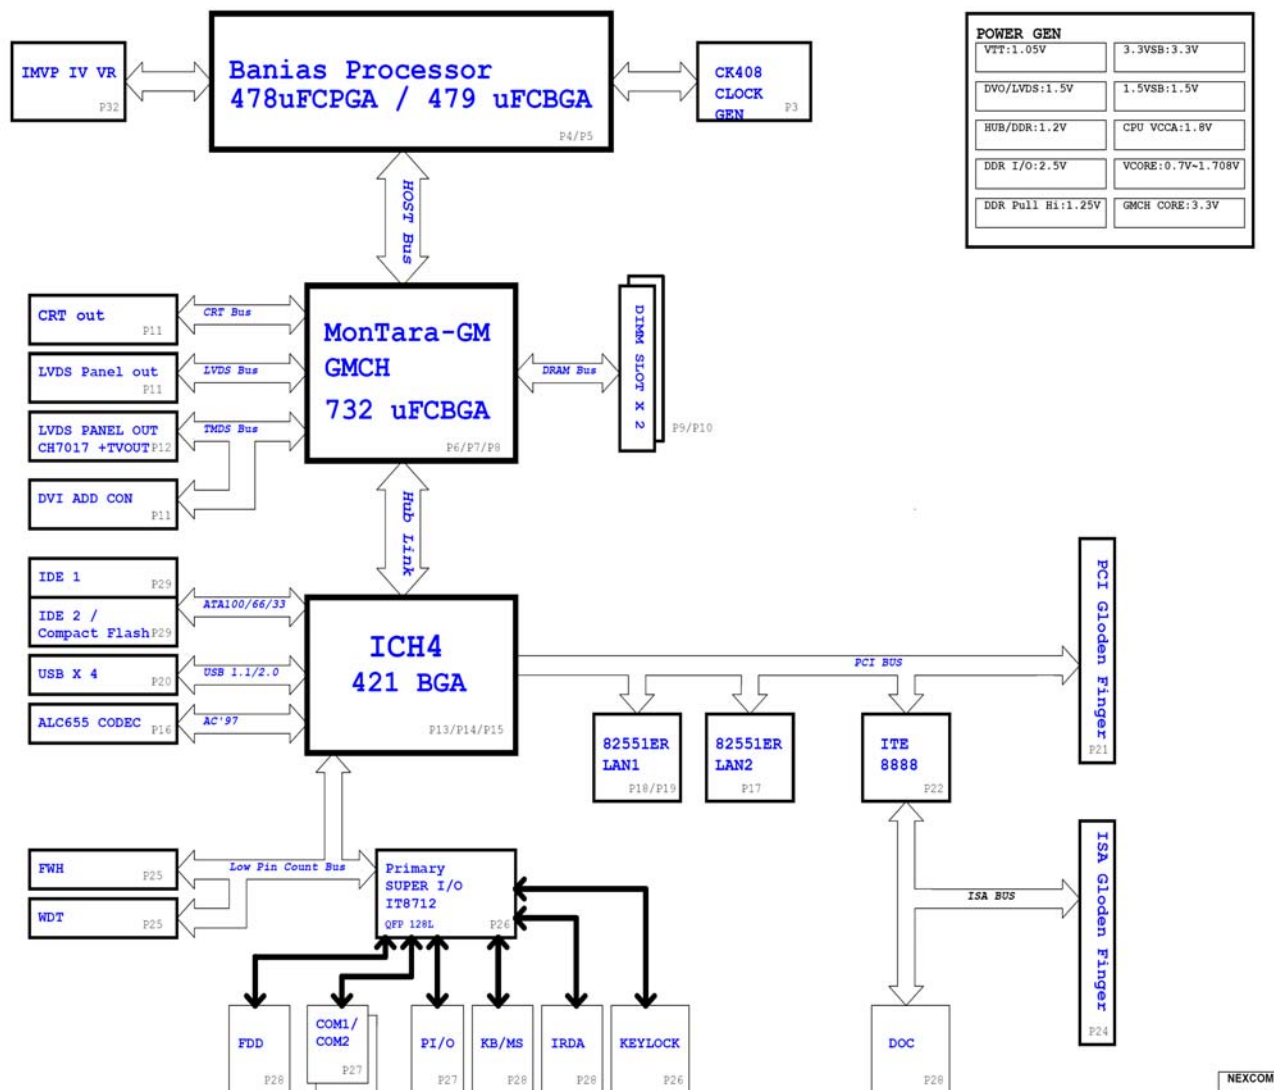 IMVP IV VR
P32
Banias Processor
478uFCPGA / 479 uFCBGA
P4/P5
CK408
CLOCK
GEN
P3
POWER GEN
VTT:1.05V
3.3VSB:3.3V
DVO/LVDS:1.5V
1.5VSB:1.5V
HUB/DDR:1.2V
CPU VCCA:1.8V
DDR I/O:2.5V
VCORE:0.7V~1.708V
DDR Pull Hi:1.25V
GMCH CORE:3.3V
HOST Bus
CRT out
P11
CRT Bus
LVDS Panel out
P11
LVDS Bus
LVDS PANEL OUT
CH7017 +TVOUT
P12
TMDS Bus
DVI ADD CON
P11
MonTara-GM
GMCH
732 uFCBGA
P6/P7/P8
DRAM Bus
DIMM SLOT X 2
P9/P10
Hub Link
IDE 1
P29
IDE 2 /
Compact Flash
P29
ATA100/66/33
USB X 4
P20
USB 1.1/2.0
ALC655 CODEC
P16
AC'97
ICH4
421 BGA
P13/P14/P15
PCI BUS
PCI Gloden Finger
P21
82551ER
LAN1
P18/P19
82551ER
LAN2
P17
ITE
8888
P22
FWH
P25
WDT
P25
Low Pin Count Bus
Primary
SUPER I/O
IT8712
QFP 128L
P26
ISA BUS
ISA Gloden Finger
P24
FDD
P28
COM1/
COM2
P27
PI/O
P27
KB/MS
P28
IRDA
P28
KEYLOCK
P26
DOC
P28
NEXCOM